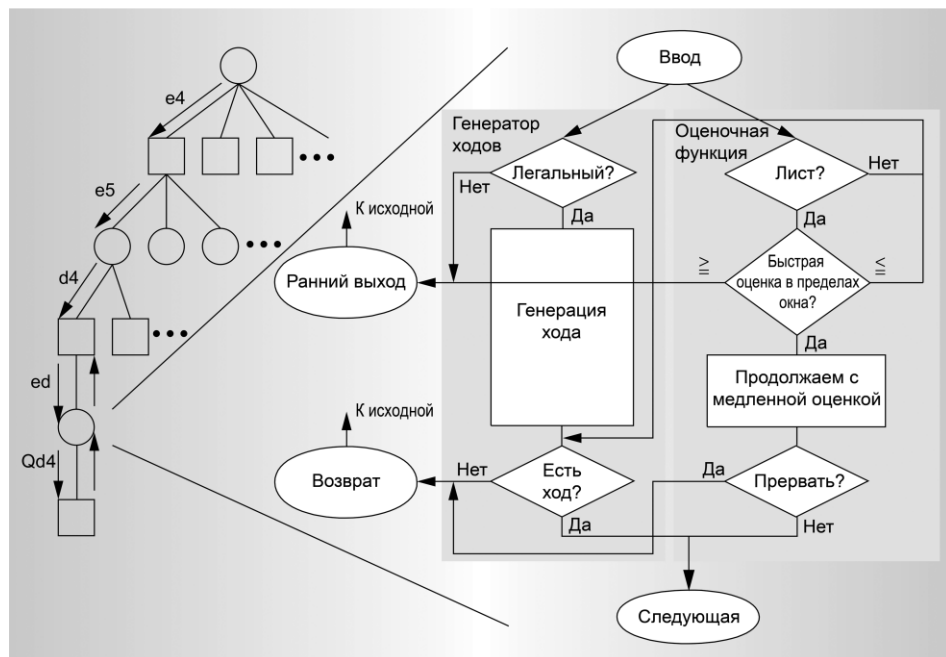 e4
e5
d4
ed
Qd4
Ввод
Генератор
ходов
Оценочная
функция
Легальный?
Нет
Да
Лист?
Нет
Да
К исходной
Ранний выход
≧
Быстрая
оценка в пределах
окна?
≦
Да
Генерация
хода
Продолжаем с
медленной оценкой
К исходной
Возврат
Нет
Есть
ход?
Да
Да
Прервать?
Нет
Следующая